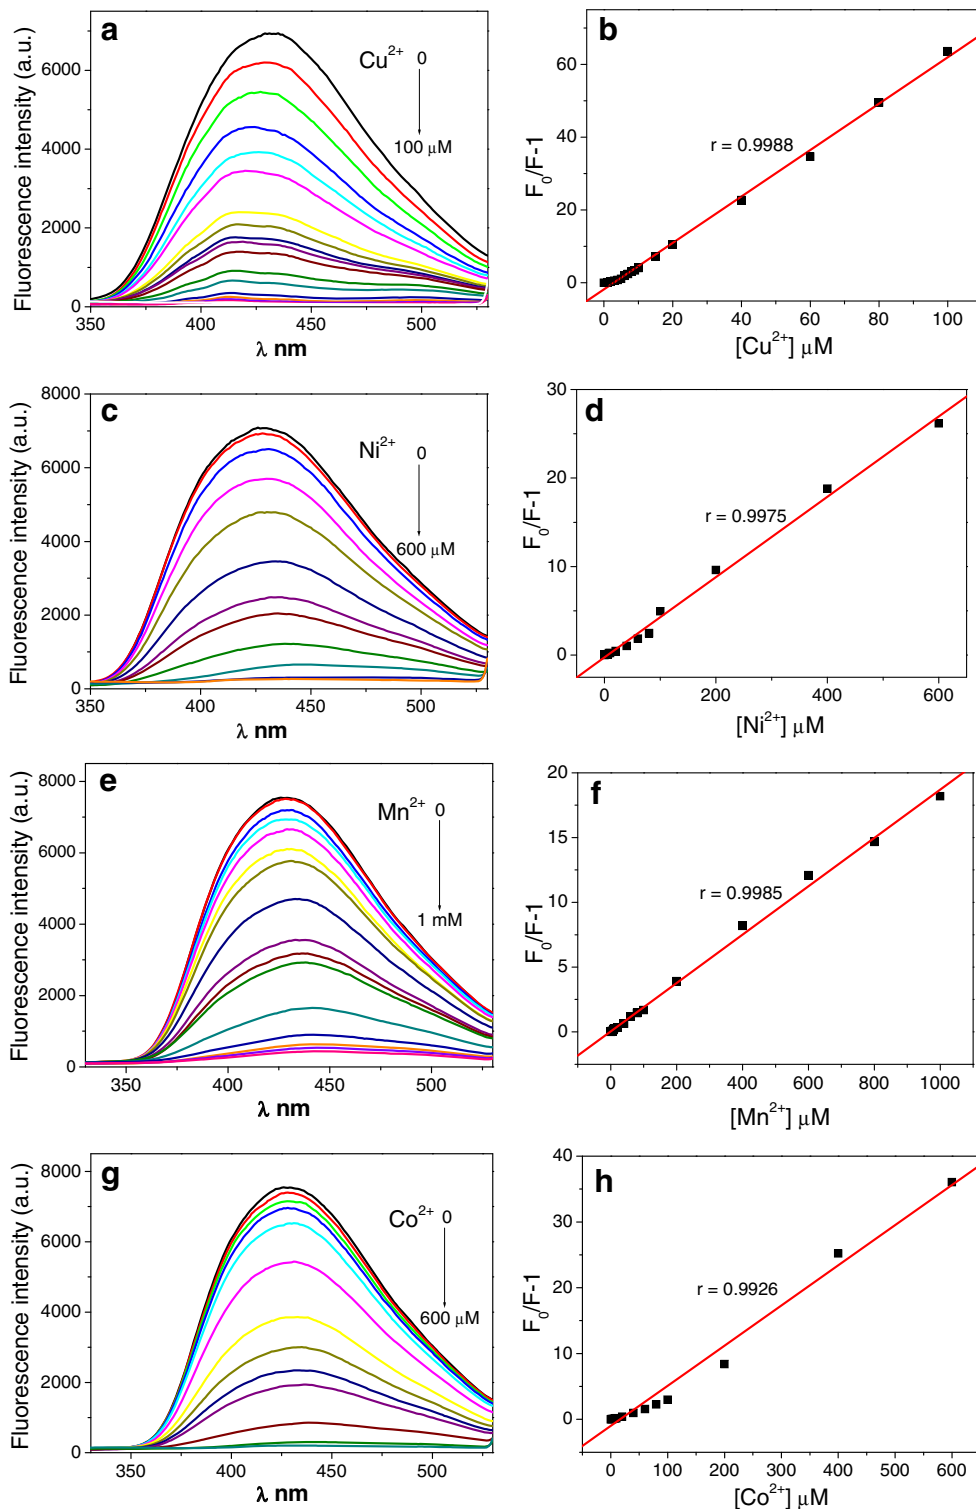 a
Cu2+ 0
100 μM
Fluorescence intensity (a.u.)
6000
4000
2000
0
350 400 450 500
λ nm
b
r = 0.9988
F0/F-1
60
40
20
0
0 20 40 60 80 100
[Cu2+] μM
c
Ni2+ 0
600 μM
Fluorescence intensity (a.u.)
8000
6000
4000
2000
0
350 400 450 500
λ nm
d
r = 0.9975
F0/F-1
30
20
10
0
0 200 400 600
[Ni2+] μM
e
Mn2+ 0
1 mM
Fluorescence intensity (a.u.)
8000
6000
4000
2000
0
350 400 450 500
λ nm
f
r = 0.9985
F0/F-1
20
15
10
5
0
0 200 400 600 800 1000
[Mn2+] μM
g
Co2+ 0
600 μM
Fluorescence intensity (a.u.)
8000
6000
4000
2000
0
350 400 450 500
λ nm
h
r = 0.9926
F0/F-1
40
30
20
10
0
0 100 200 300 400 500 600
[Co2+] μM